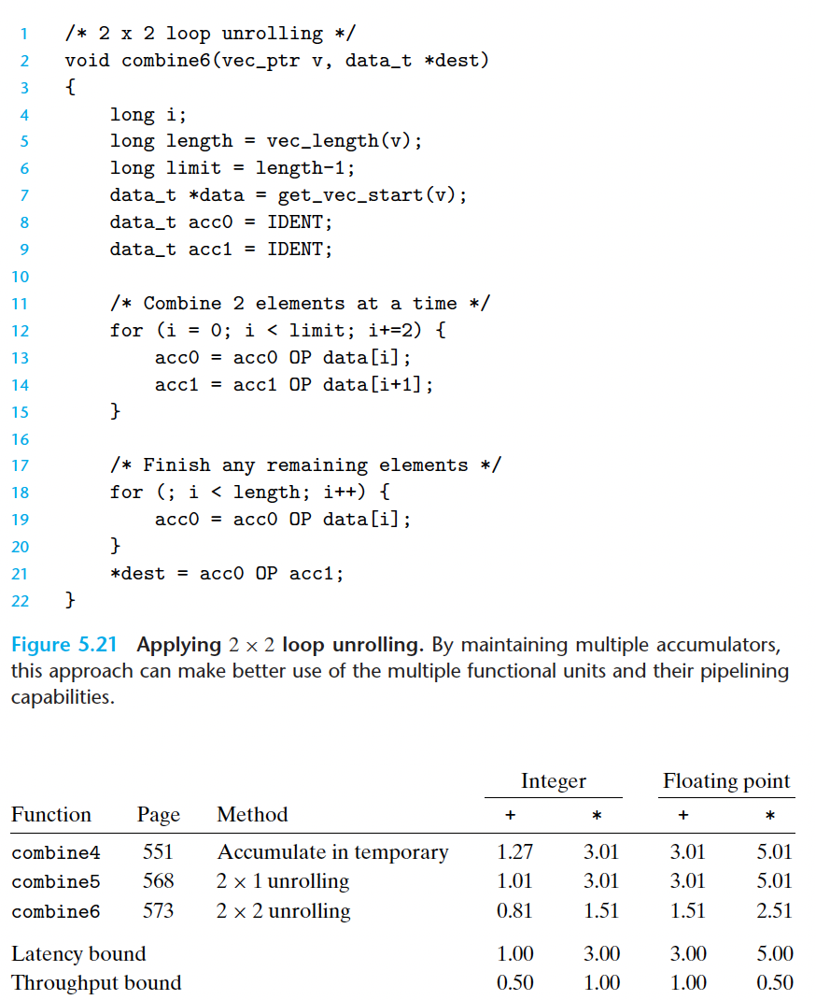 1 /* 2 x 2 loop unrolling */
2 void combine6(vec_ptr v, data_t *dest)
3 {
4 long i;
5 long length = vec_length(v);
6 long limit = length-1;
7 data_t *data = get_vec_start(v);
8 data_t acc0 = IDENT;
9 data_t acc1 = IDENT;
10
11 /* Combine 2 elements at a time */
12 for (i = 0; i < limit; i+=2) {
13 acc0 = acc0 OP data[i];
14 acc1 = acc1 OP data[i+1];
15 }
16
17 /* Finish any remaining elements */
18 for (; i < length; i++) {
19 acc0 = acc0 OP data[i];
20 }
21 *dest = acc0 OP acc1;
22 }
Figure 5.21 Applying 2 × 2 loop unrolling. By maintaining multiple accumulators,
this approach can make better use of the multiple functional units and their pipelining
capabilities.
Integer Floating point
Function Page Method + * + *
combine4 551 Accumulate in temporary 1.27 3.01 3.01 5.01
combine5 568 2 × 1 unrolling 1.01 3.01 3.01 5.01
combine6 573 2 × 2 unrolling 0.81 1.51 1.51 2.51
Latency bound 1.00 3.00 3.00 5.00
Throughput bound 0.50 1.00 1.00 0.50